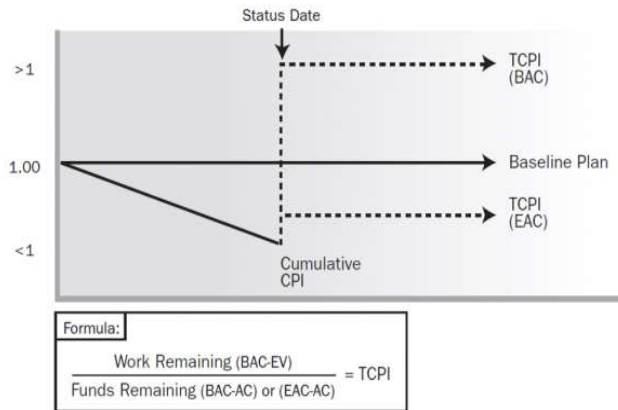 Status Date
>1
TCPI
(BAC)
1.00
Baseline Plan
TCPI
(EAC)
<1
Cumulative
CPI
Formula:
Work Remaining (BAC-EV)
Funds Remaining (BAC-AC) or (EAC-AC)
= TCPI